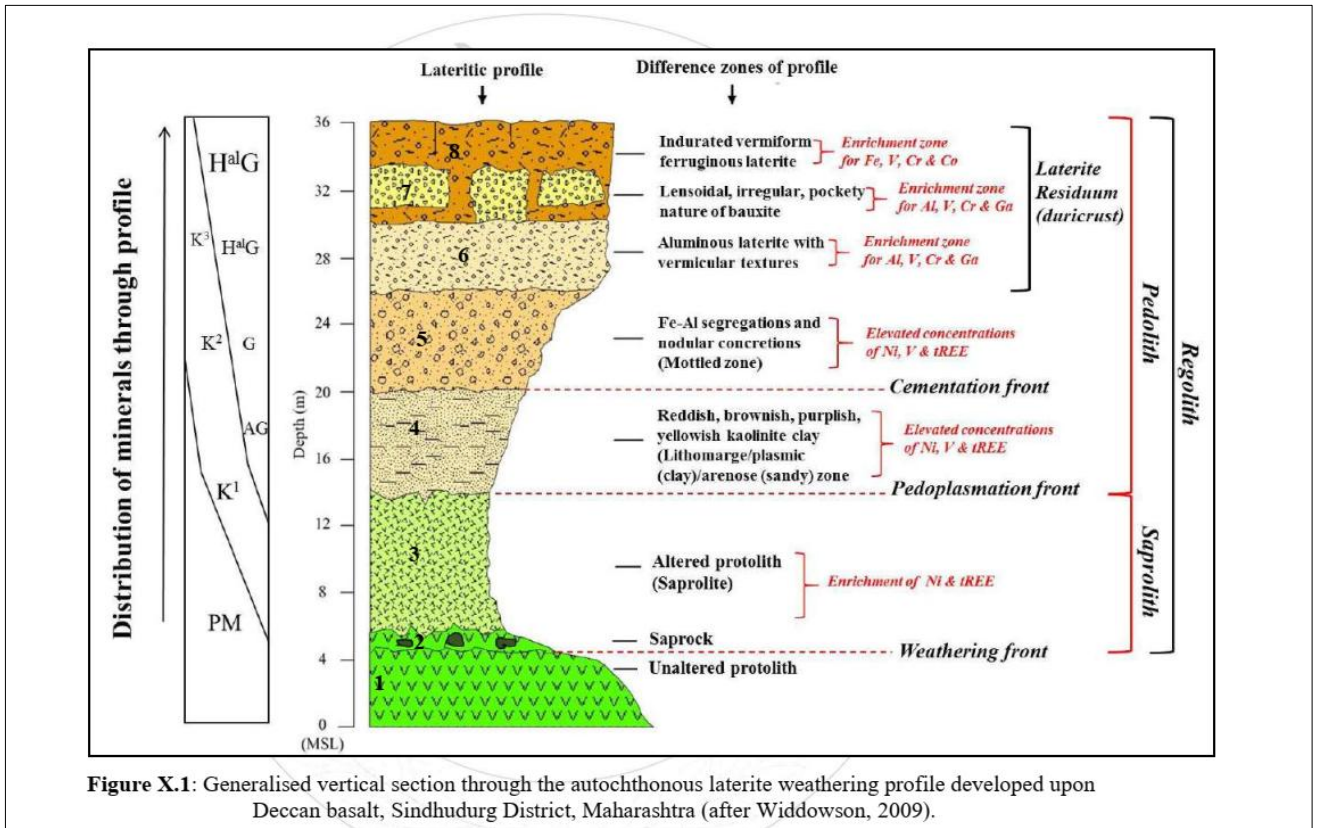 Lateritic profile
Difference zones of profile
Distribution of minerals through profile
HalG
K3
HalG
K2
G
AG
K1
PM
Depth (m)
36
32
28
24
20
16
12
8
4
0
(MSL)
8
7
6
5
4
3
2
1
Indurated vermiform
ferruginous laterite
Enrichment zone
for Fe, V, Cr & Co
Lensoidal, irregular, pockety
nature of bauxite
Enrichment zone
for Al, V, Cr & Ga
Aluminous laterite with
vermicular textures
Enrichment zone
for Al, V, Cr & Ga
Laterite
Residuum
(duricrust)
Fe-Al segregations and
nodular concretions
(Mottled zone)
Elevated concentrations
of Ni, V & tREE
Cementation front
Reddish, brownish, purplish,
yellowish kaolinite clay
(Lithomarge/plasmic
(clay)/arenose (sandy) zone
Elevated concentrations
of Ni, V & tREE
Pedoplasmation front
Altered protolith
(Saprolite)
Enrichment of Ni & tREE
Saprock
Weathering front
Unaltered protolith
Pedolith
Saprolith
Regolith
Figure X.1: Generalised vertical section through the autochthonous laterite weathering profile developed upon
Deccan basalt, Sindhudurg District, Maharashtra (after Widdowson, 2009).